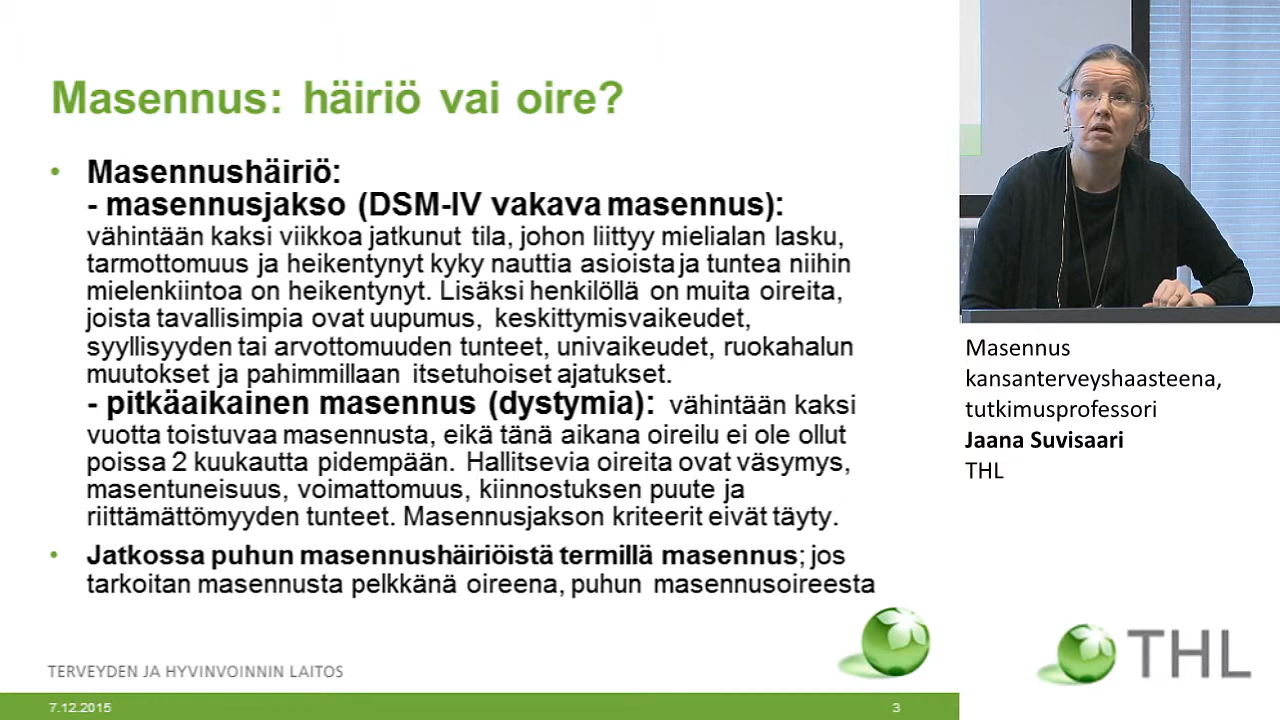 Masennus: häiriö vai oire?
• Masennushäiriö:
- masennusjakso (DSM-IV vakava masennus):
vähintään kaksi viikkoa jatkunut tila, johon liittyy mielialan lasku,
tarmottomuus ja heikentynyt kyky nauttia asioista ja tuntea niihin
mielenkiintoa on heikentynyt. Lisäksi henkilöllä on muita oireita,
joista tavallisimpia ovat uupumus, keskittymisvaikeudet,
syyllisyyden tai arvottomuuden tunteet, univaikeudet, ruokahalun
muutokset ja pahimmillaan itsetuhoiset ajatukset.
- pitkäaikainen masennus (dystymia): vähintään kaksi
vuotta toistuvaa masennusta, eikä tänä aikana oireilu ei ole ollut
poissa 2 kuukautta pidempään. Hallitsevia oireita ovat väsymys,
masentuneisuus, voimattomuus, kiinnostuksen puute ja
riittämättömyyden tunteet. Masennusjakson kriteerit eivät täyty.
• Jatkossa puhun masennushäiriöistä termillä masennus; jos
tarkoitan masennusta pelkkänä oireena, puhun masennusoireesta
TERVEYDEN JA HYVINVOINNIN LAITOS
7.12.2015
3
Masennus
kansanterveyshaasteena,
tutkimusprofessori
Jaana Suvisaari
THL
THL